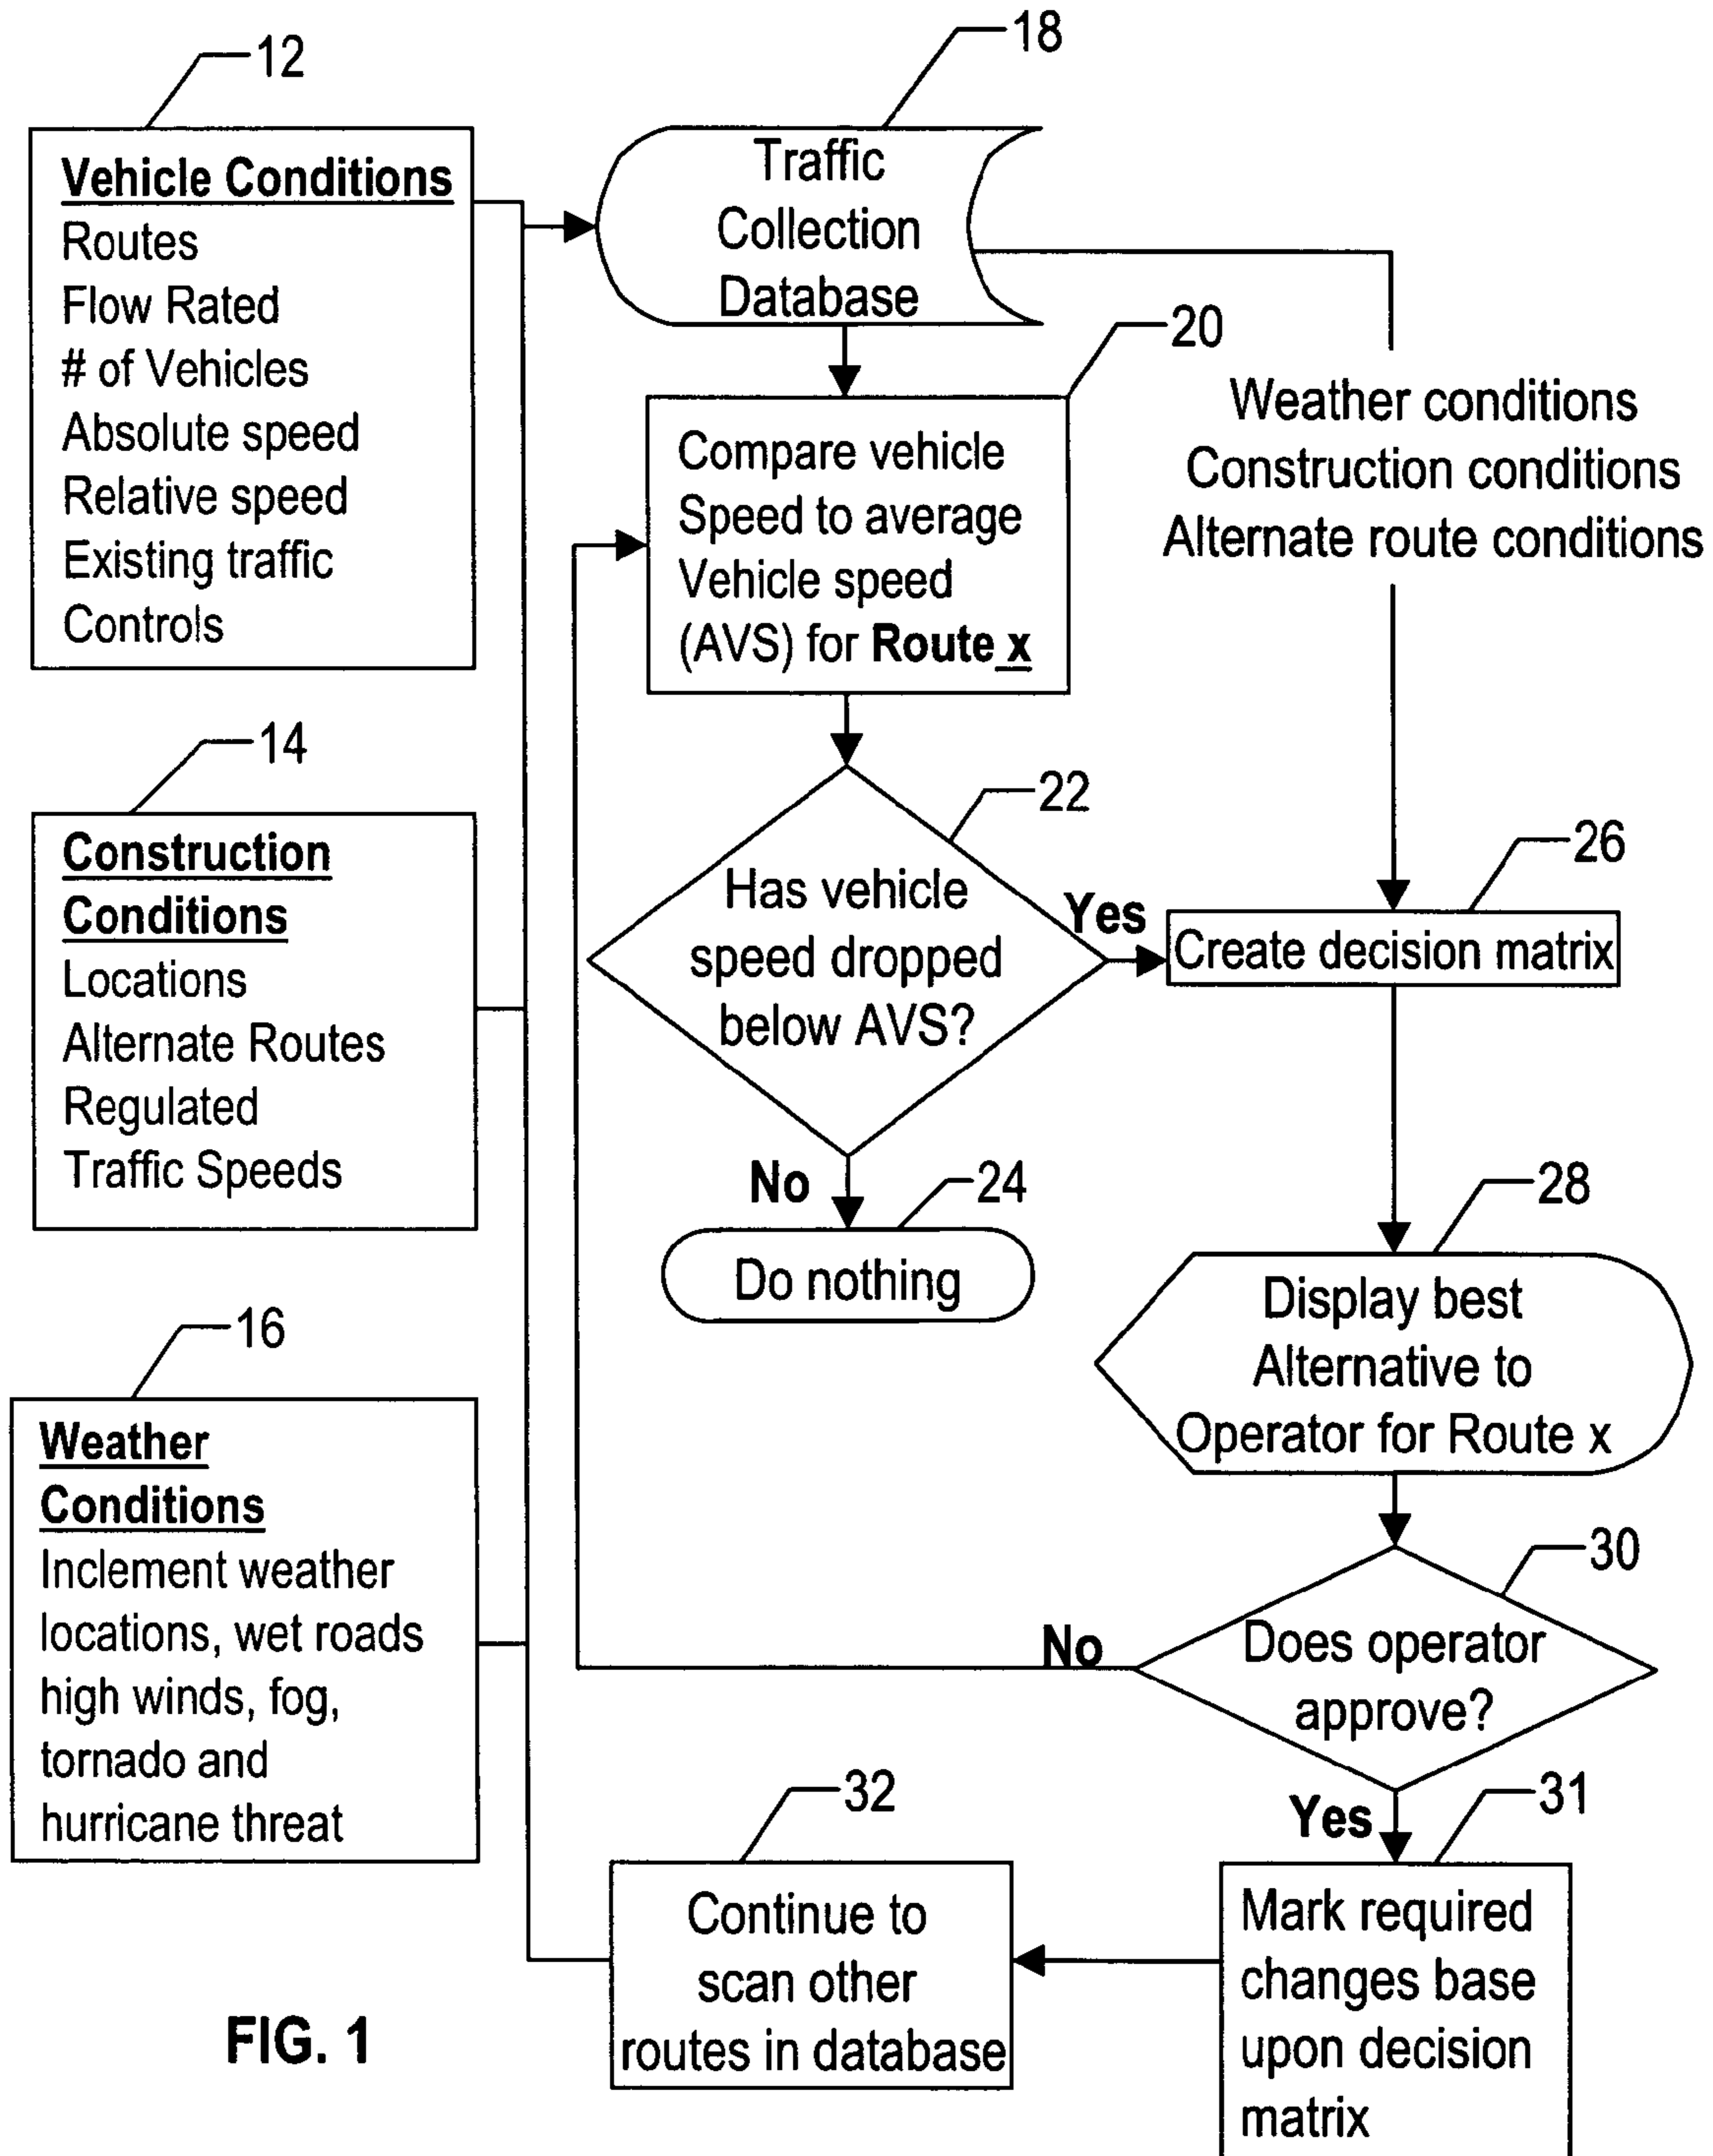 12
Vehicle Conditions
Routes
Flow Rated
# of Vehicles
Absolute speed
Relative speed
Existing traffic
Controls
14
Construction
Conditions
Locations
Alternate Routes
Regulated
Traffic Speeds
16
Weather
Conditions
Inclement weather
locations, wet roads
high winds, fog,
tornado and
hurricane threat
18
Traffic
Collection
Database
20
Compare vehicle
Speed to average
Vehicle speed
(AVS) for Route x
Weather conditions
Construction conditions
Alternate route conditions
22
Has vehicle
speed dropped
below AVS?
Yes
No
24
Do nothing
26
Create decision matrix
28
Display best
Alternative to
Operator for Route x
30
Does operator
approve?
No
Yes
31
Mark required
changes base
upon decision
matrix
32
Continue to
scan other
routes in database
FIG. 1